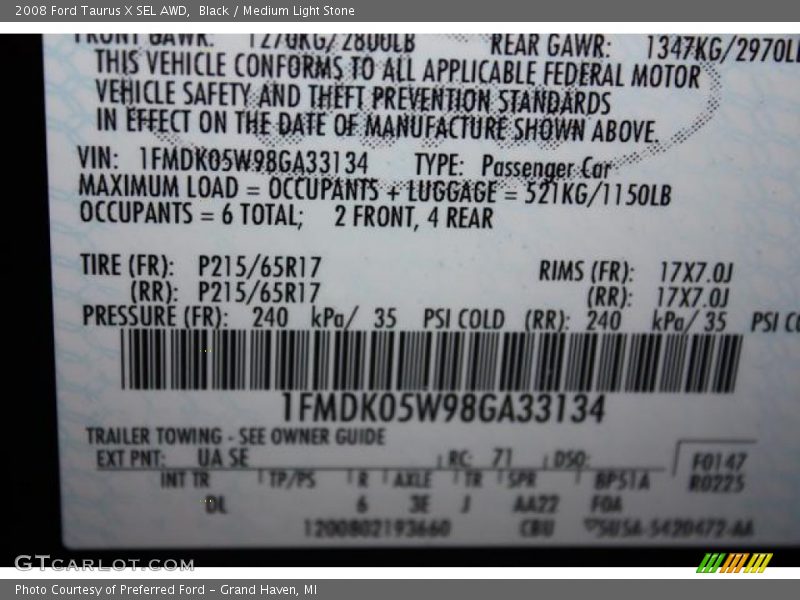 2008 Ford Taurus X SEL AWD,  Black / Medium Light Stone
FRONT GAWR: 1270KG/2800LB REAR GAWR: 1347KG/2970LB
THIS VEHICLE CONFORMS TO ALL APPLICABLE FEDERAL MOTOR
VEHICLE SAFETY AND THEFT PREVENTION STANDARDS
IN EFFECT ON THE DATE OF MANUFACTURE SHOWN ABOVE.
VIN: 1FMDK05W98GA33134 TYPE: Passenger Car
MAXIMUM LOAD = OCCUPANTS + LUGGAGE = 521KG/1150LB
OCCUPANTS = 6 TOTAL; 2 FRONT, 4 REAR
TIRE (FR): P215/65R17 RIMS (FR): 17X7.0J
(RR): P215/65R17 (RR): 17X7.0J
PRESSURE (FR): 240 kPa/ 35 PSI COLD (RR): 240 kPa/ 35 PSI CO
1FMDK05W98GA33134
TRAILER TOWING - SEE OWNER GUIDE
EXT PNT: UA SE RC: 71 DSO: F0147
INT TR TP/PS R AXLE TR SPR BPSTA R0225
DL 6 3E J AA22 FOA
1200802193660 CBU 5U5A-5420472-AA
GTCARLOT.COM
Photo Courtesy of Preferred Ford – Grand Haven, MI